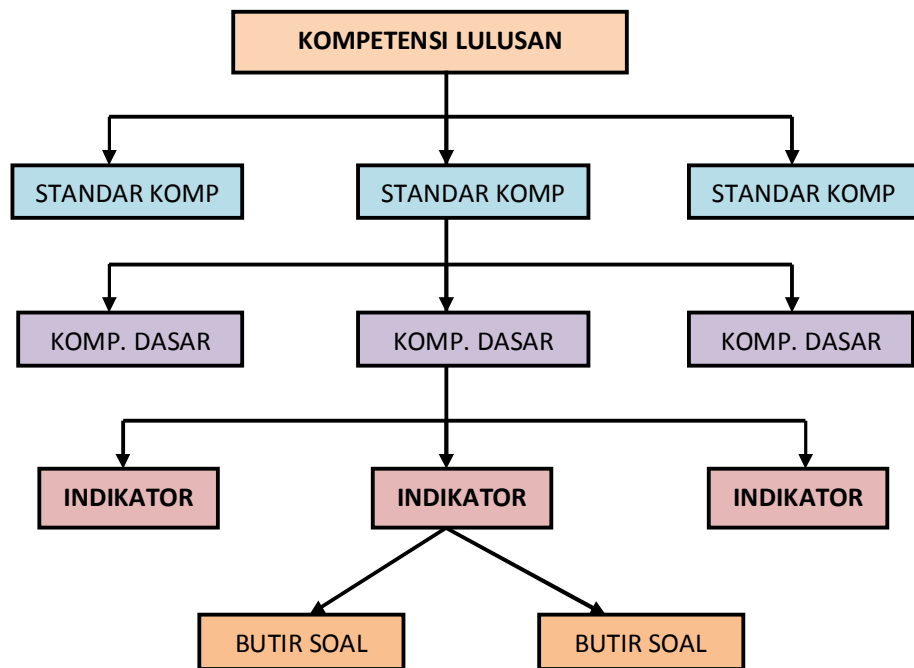 KOMPETENSI LULUSAN
STANDAR KOMP
STANDAR KOMP
STANDAR KOMP
KOMP. DASAR
KOMP. DASAR
KOMP. DASAR
INDIKATOR
INDIKATOR
INDIKATOR
BUTIR SOAL
BUTIR SOAL